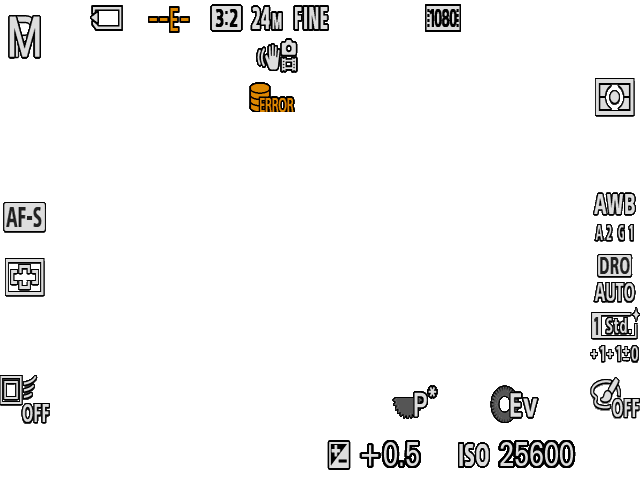 M --E- 3:2 24M FINE 1080
ERROR
AWB
A2 G1
AF-S
DRO
AUTO
1 Std.
+1+1±0
OFF
P* EV
OFF
+0.5 ISO 25600